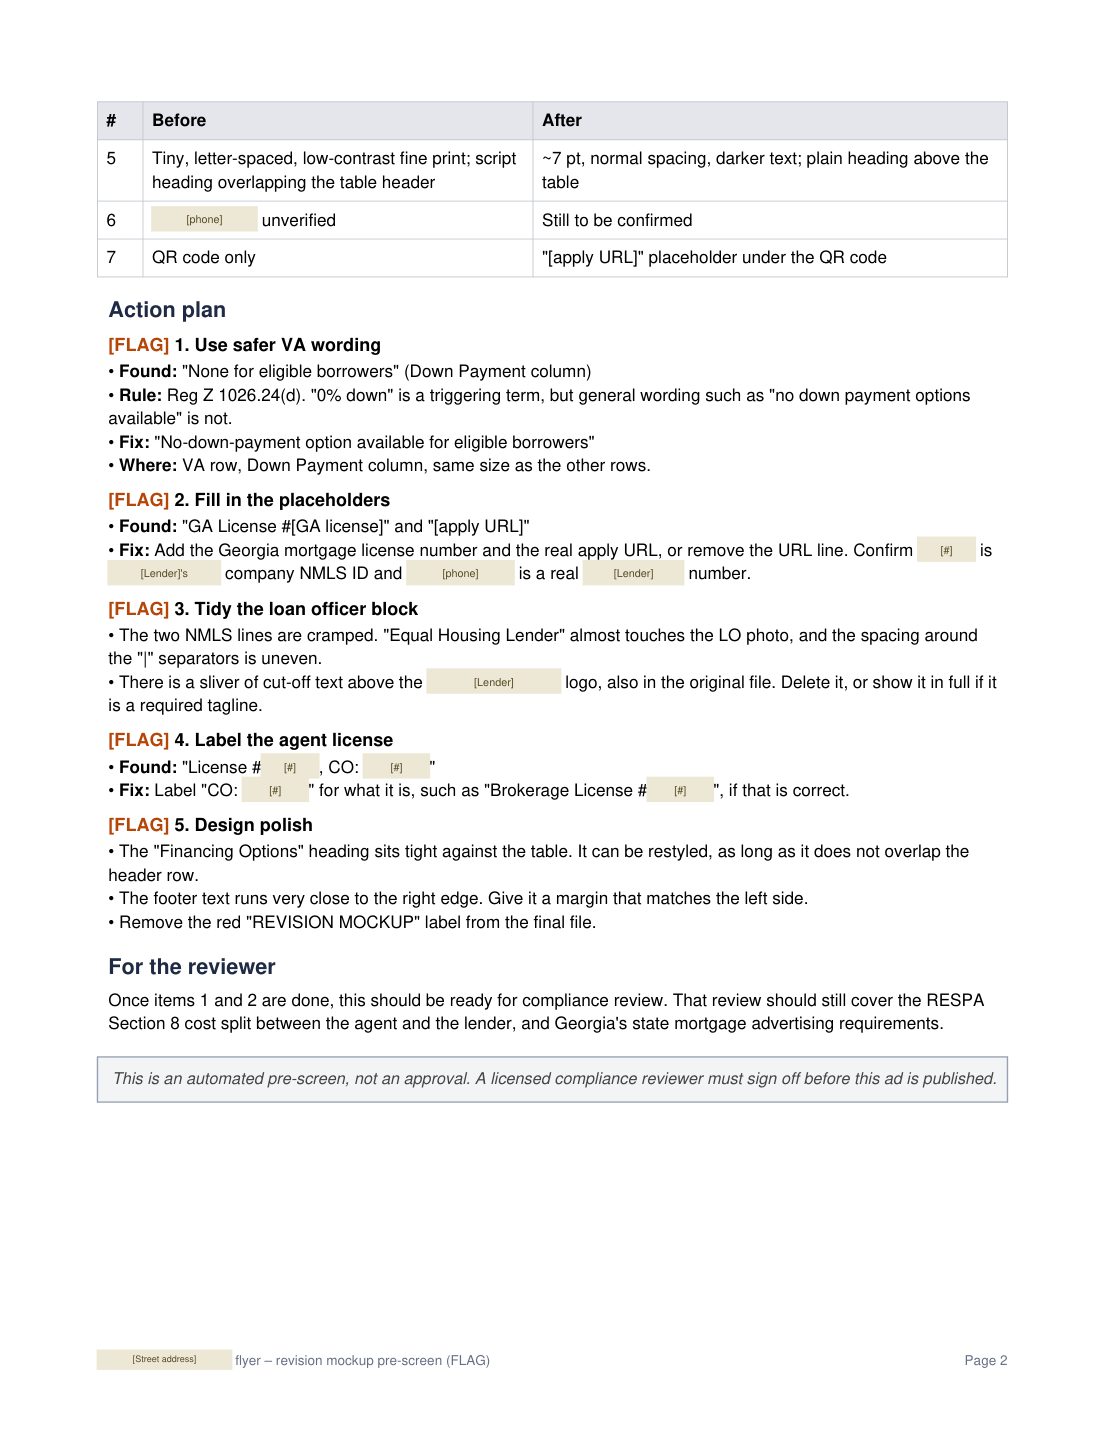 # Before After
5 Tiny, letter-spaced, low-contrast fine print; script ~7 pt, normal spacing, darker text; plain heading above the
heading overlapping the table header table
6 [phone] unverified Still to be confirmed
7 QR code only "[apply URL]" placeholder under the QR code
Action plan
[FLAG] 1. Use safer VA wording
• Found: "None for eligible borrowers" (Down Payment column)
• Rule: Reg Z 1026.24(d). "0% down" is a triggering term, but general wording such as "no down payment options
available" is not.
• Fix: "No-down-payment option available for eligible borrowers"
• Where: VA row, Down Payment column, same size as the other rows.
[FLAG] 2. Fill in the placeholders
• Found: "GA License #[GA license]" and "[apply URL]"
• Fix: Add the Georgia mortgage license number and the real apply URL, or remove the URL line. Confirm [#] is
[Lender]'s company NMLS ID and [phone] is a real [Lender] number.
[FLAG] 3. Tidy the loan officer block
• The two NMLS lines are cramped. "Equal Housing Lender" almost touches the LO photo, and the spacing around
the "|" separators is uneven.
• There is a sliver of cut-off text above the [Lender] logo, also in the original file. Delete it, or show it in full if it
is a required tagline.
[FLAG] 4. Label the agent license
• Found: "License #[#], CO: [#]"
• Fix: Label "CO: [#]" for what it is, such as "Brokerage License #[#]", if that is correct.
[FLAG] 5. Design polish
• The "Financing Options" heading sits tight against the table. It can be restyled, as long as it does not overlap the
header row.
• The footer text runs very close to the right edge. Give it a margin that matches the left side.
• Remove the red "REVISION MOCKUP" label from the final file.
For the reviewer
Once items 1 and 2 are done, this should be ready for compliance review. That review should still cover the RESPA
Section 8 cost split between the agent and the lender, and Georgia's state mortgage advertising requirements.
This is an automated pre-screen, not an approval. A licensed compliance reviewer must sign off before this ad is published.
[Street address] flyer – revision mockup pre-screen (FLAG) Page 2